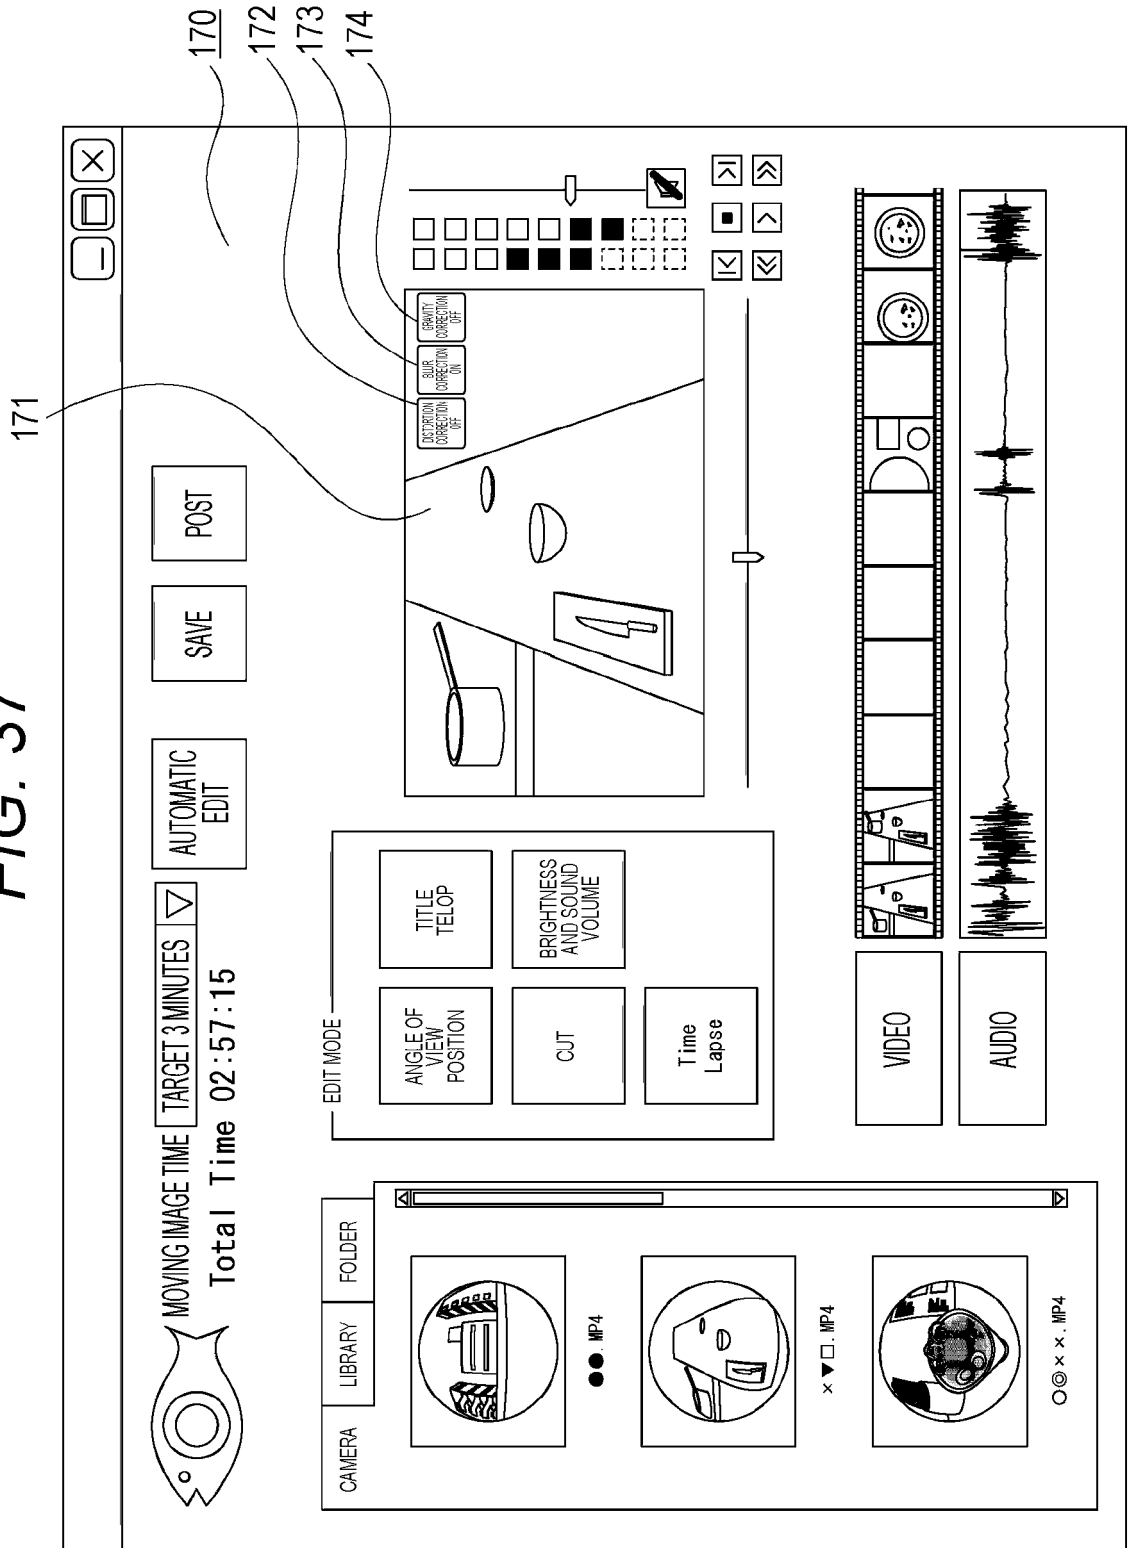 FIG. 37
170
171
172
173
174
MOVING IMAGE TIME
TARGET 3 MINUTES
Total Time 02:57:15
AUTOMATIC
EDIT
SAVE
POST
CAMERA
LIBRARY
FOLDER
●●. MP4
×▼□. MP4
○◎××. MP4
EDIT MODE
ANGLE OF
VIEW
POSITION
TITLE
TELOP
CUT
BRIGHTNESS
AND SOUND
VOLUME
Time
Lapse
DISTORTION
CORRECTION
OFF
BLUR
CORRECTION
ON
GRAVITY
CORRECTION
OFF
VIDEO
AUDIO